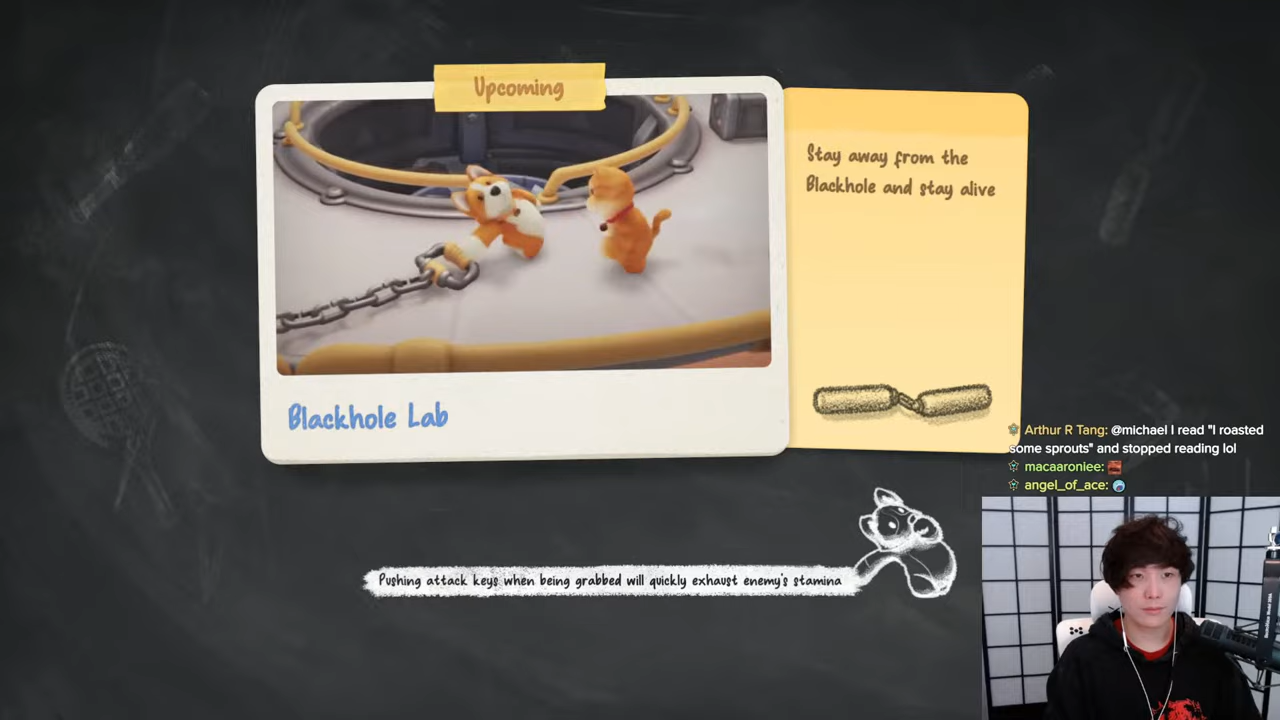 Upcoming
Stay away from the
Blackhole and stay alive
Blackhole Lab
Arthur R Tang: @michael I read "I roasted
some sprouts" and stopped reading lol
macaaronlee:
angel_of_ace:
Pushing attack keys when being grabbed will quickly exhaust enemy's stamina